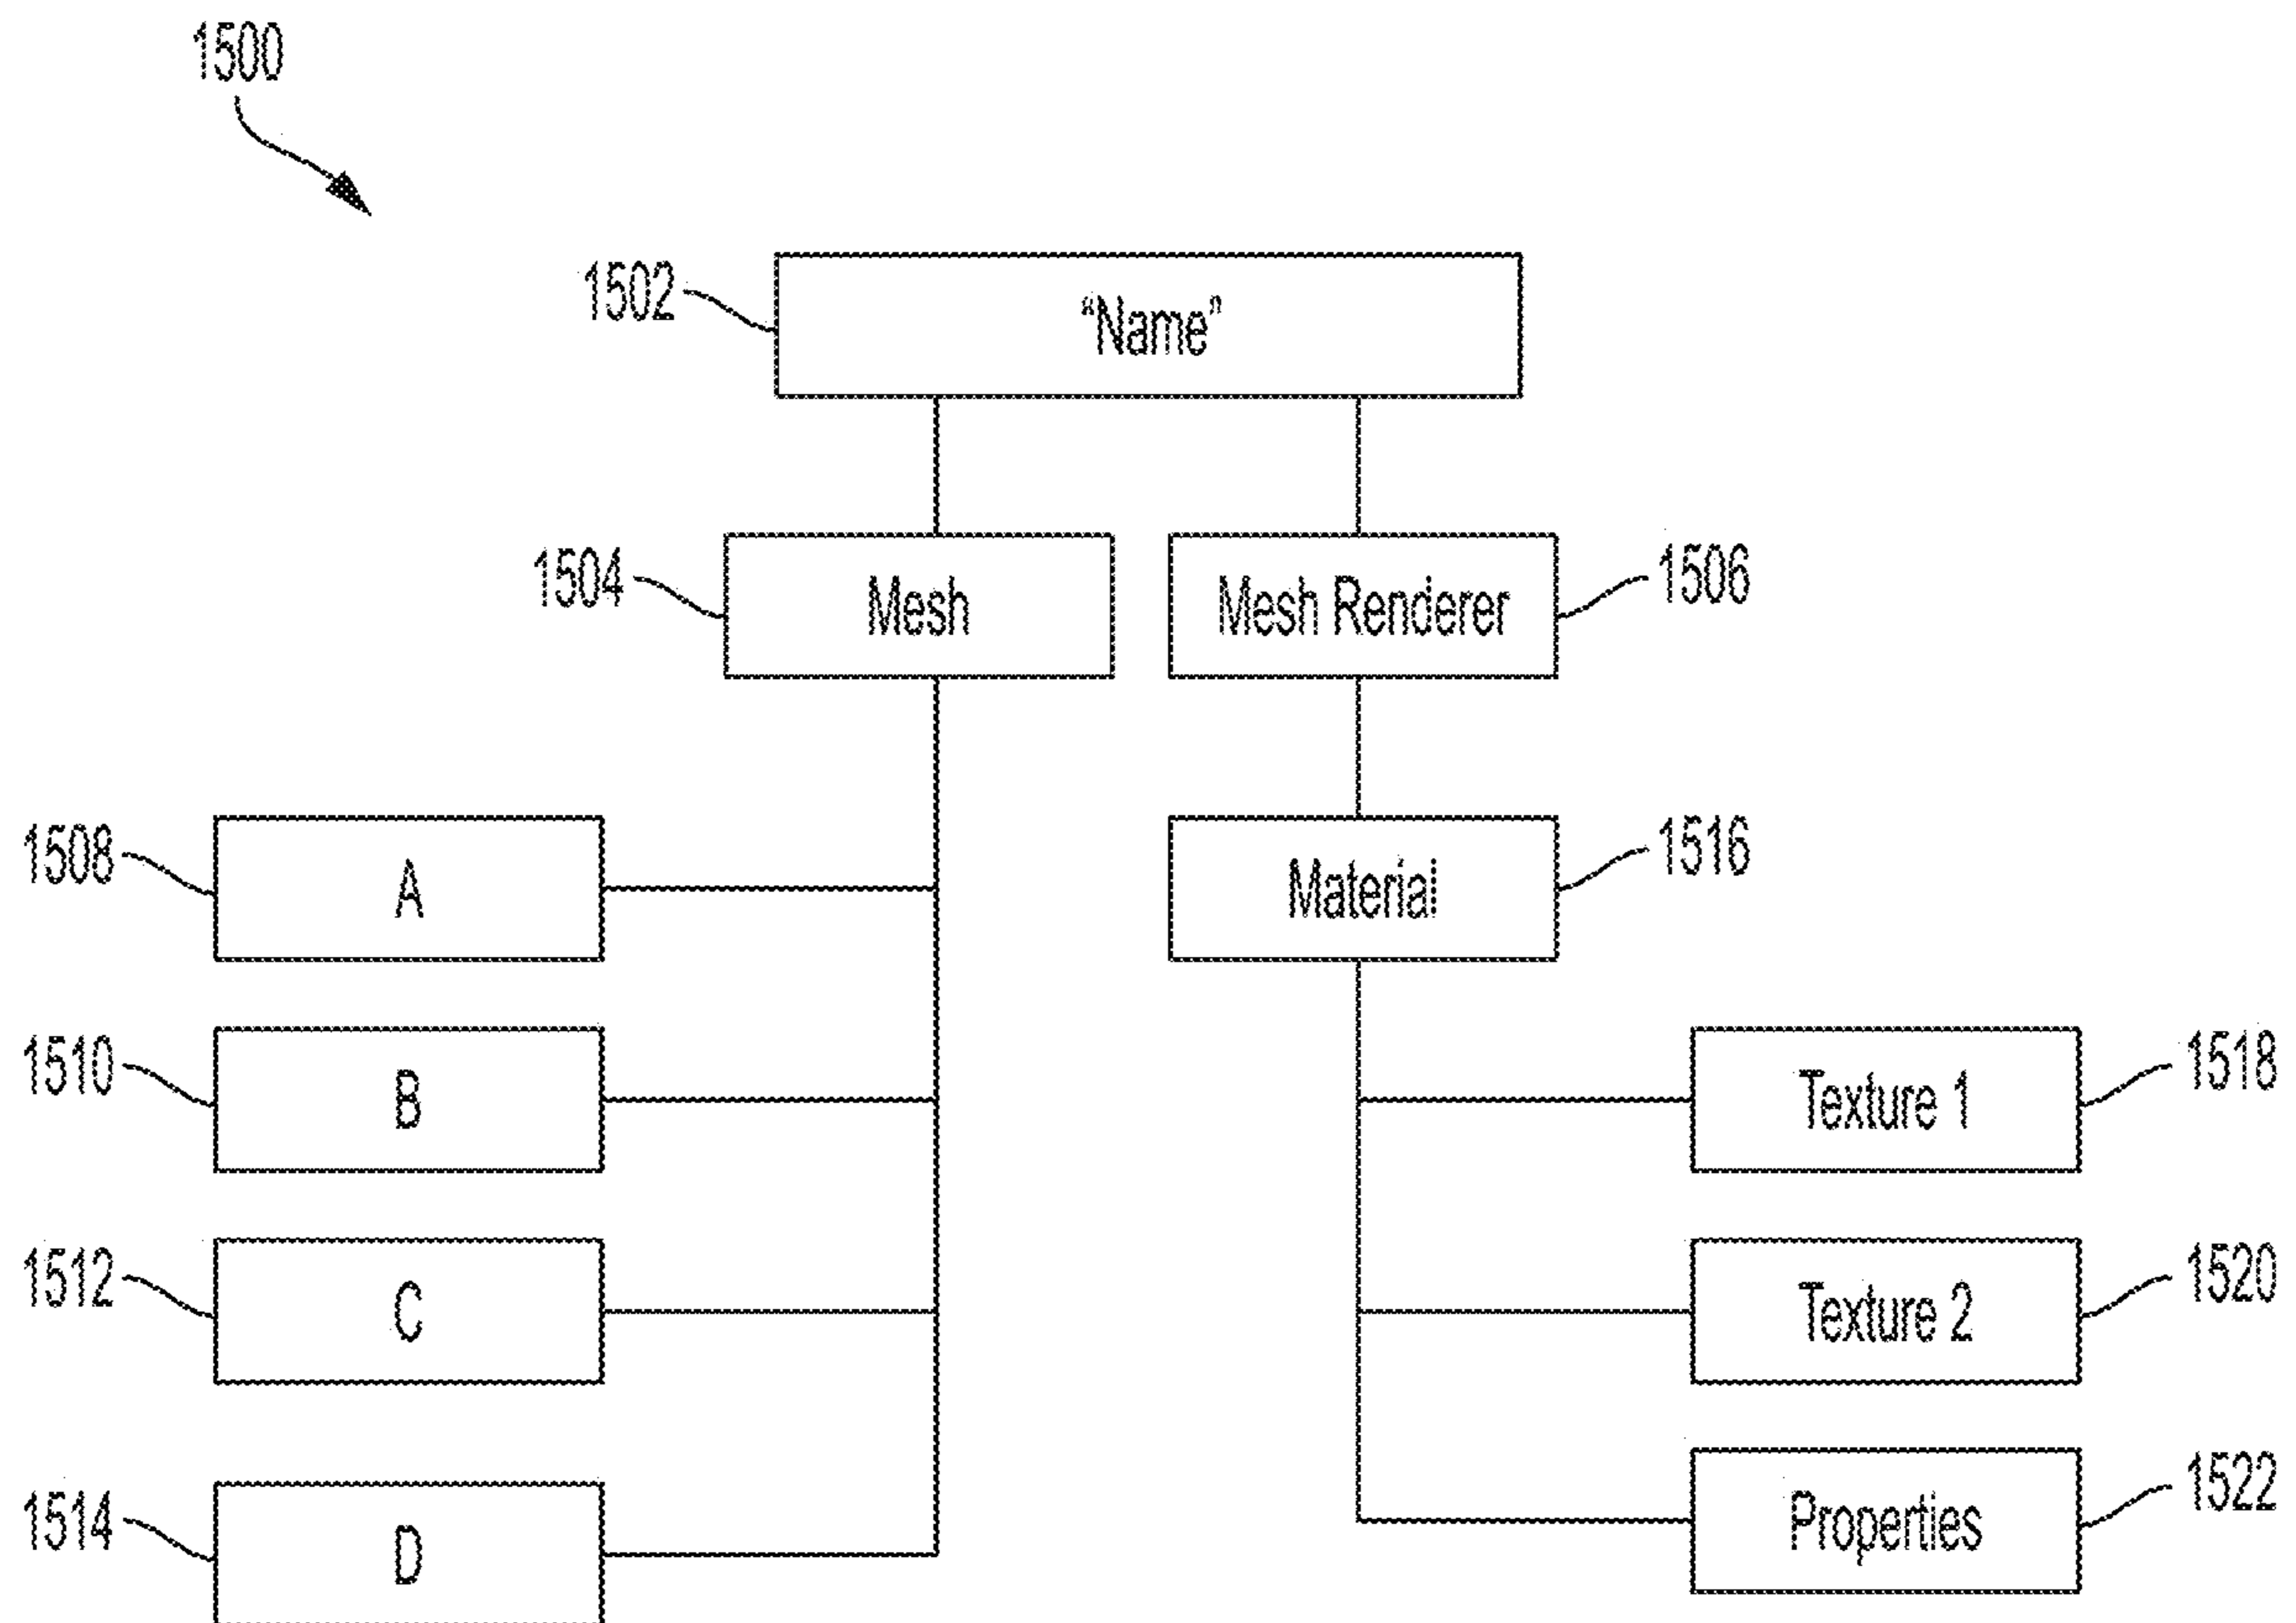 1500
1502
“Name”
1504
Mesh
Mesh Renderer
1506
1508
A
Material
1516
1510
B
Texture 1
1518
1512
C
Texture 2
1520
1514
D
Properties
1522